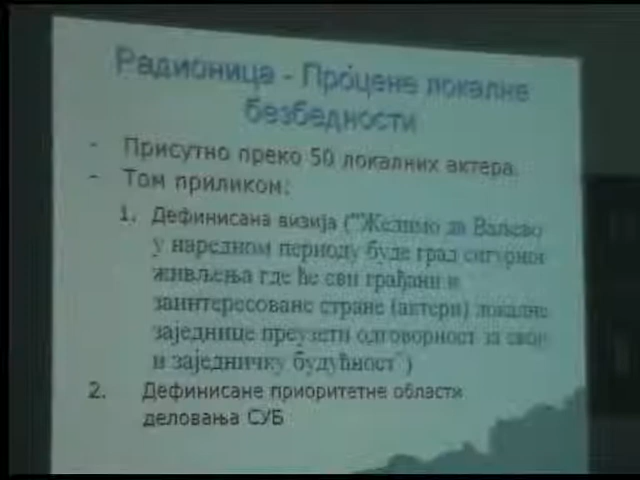 Радионица - Процене локалне
безбедности
- Присутно преко 50 локалних актера.
- Том приликом:
1. Дефинисана визија ("Желимо да Ваљево
у наредном периоду буде град сигурног
живљења где ће сви грађани и
заинтересоване стране (актери) локалне
заједнице преузети одговорност за своју
и заједничку будућност")
2. Дефинисане приоритетне области
деловања СУБ